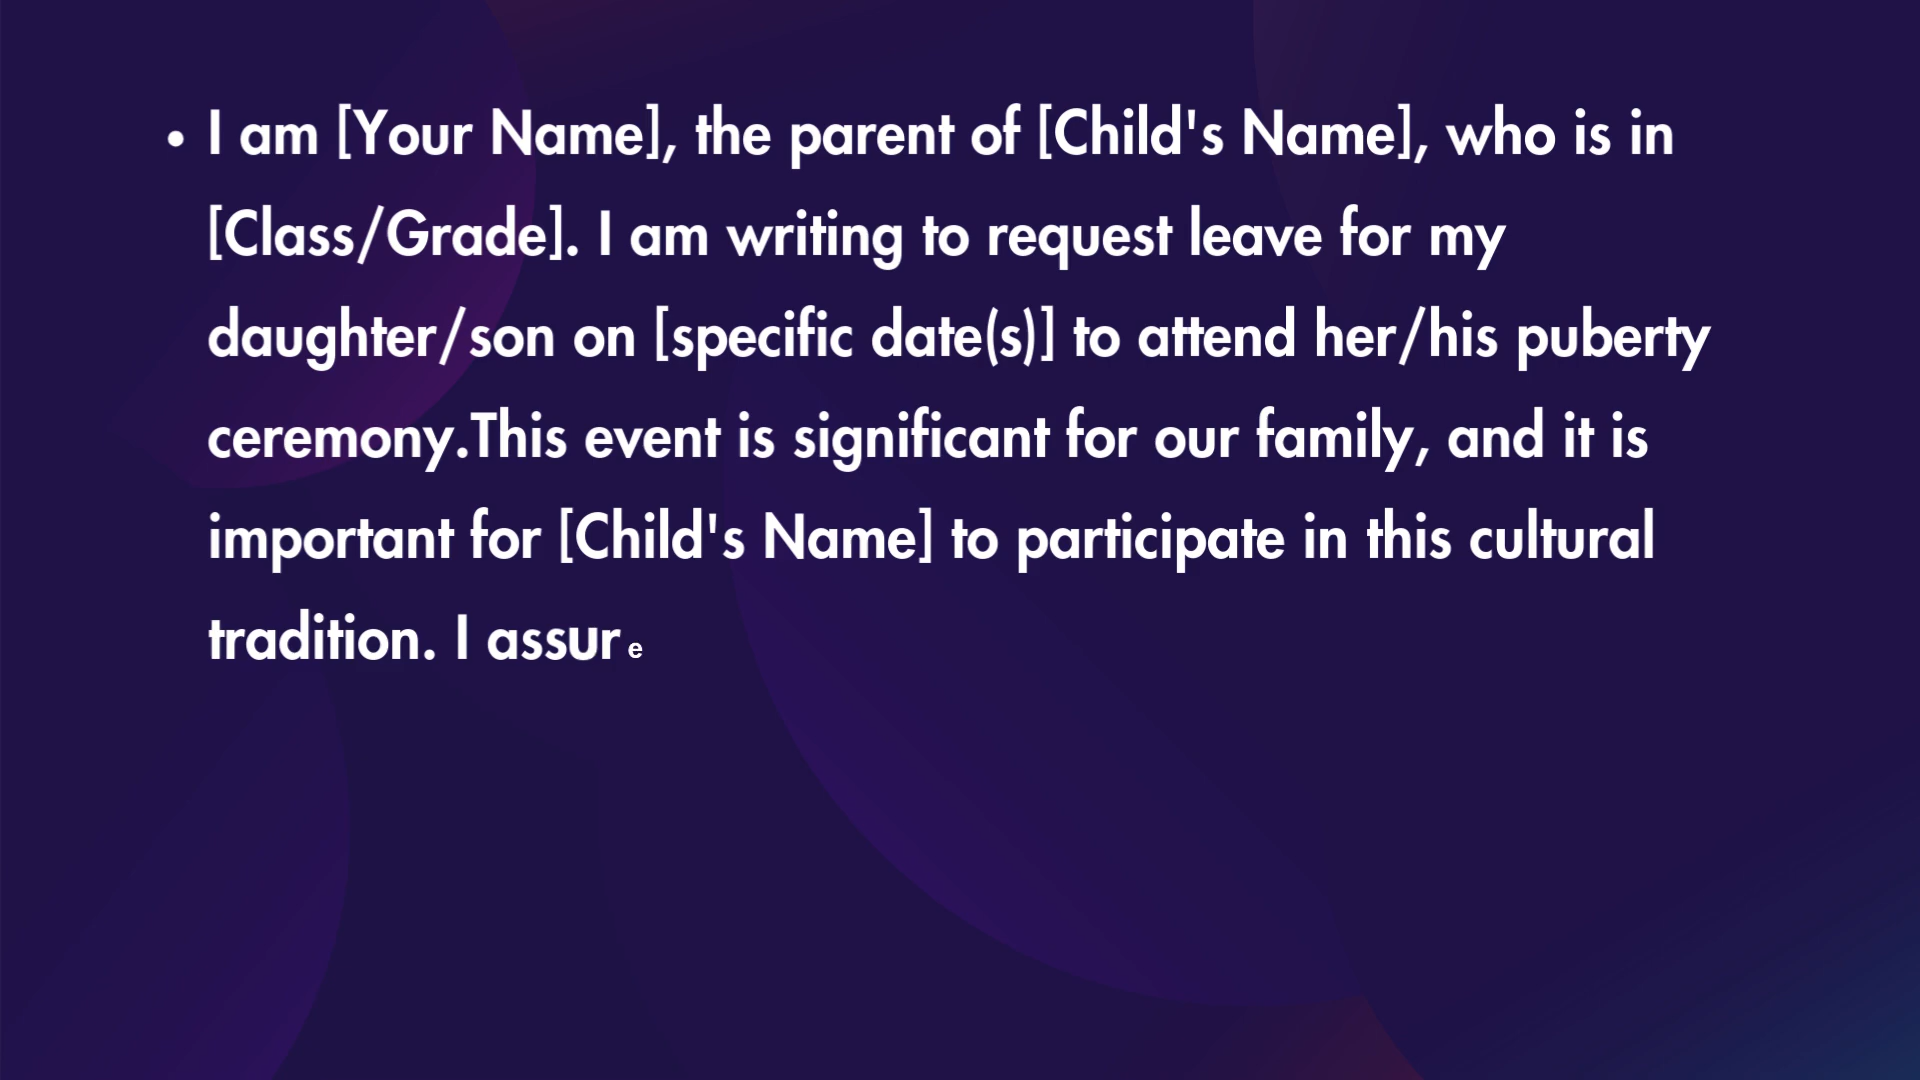 • I am [Your Name], the parent of [Child's Name], who is in
[Class/Grade]. I am writing to request leave for my
daughter/son on [specific date(s)] to attend her/his puberty
ceremony.This event is significant for our family, and it is
important for [Child's Name] to participate in this cultural
tradition. I assure